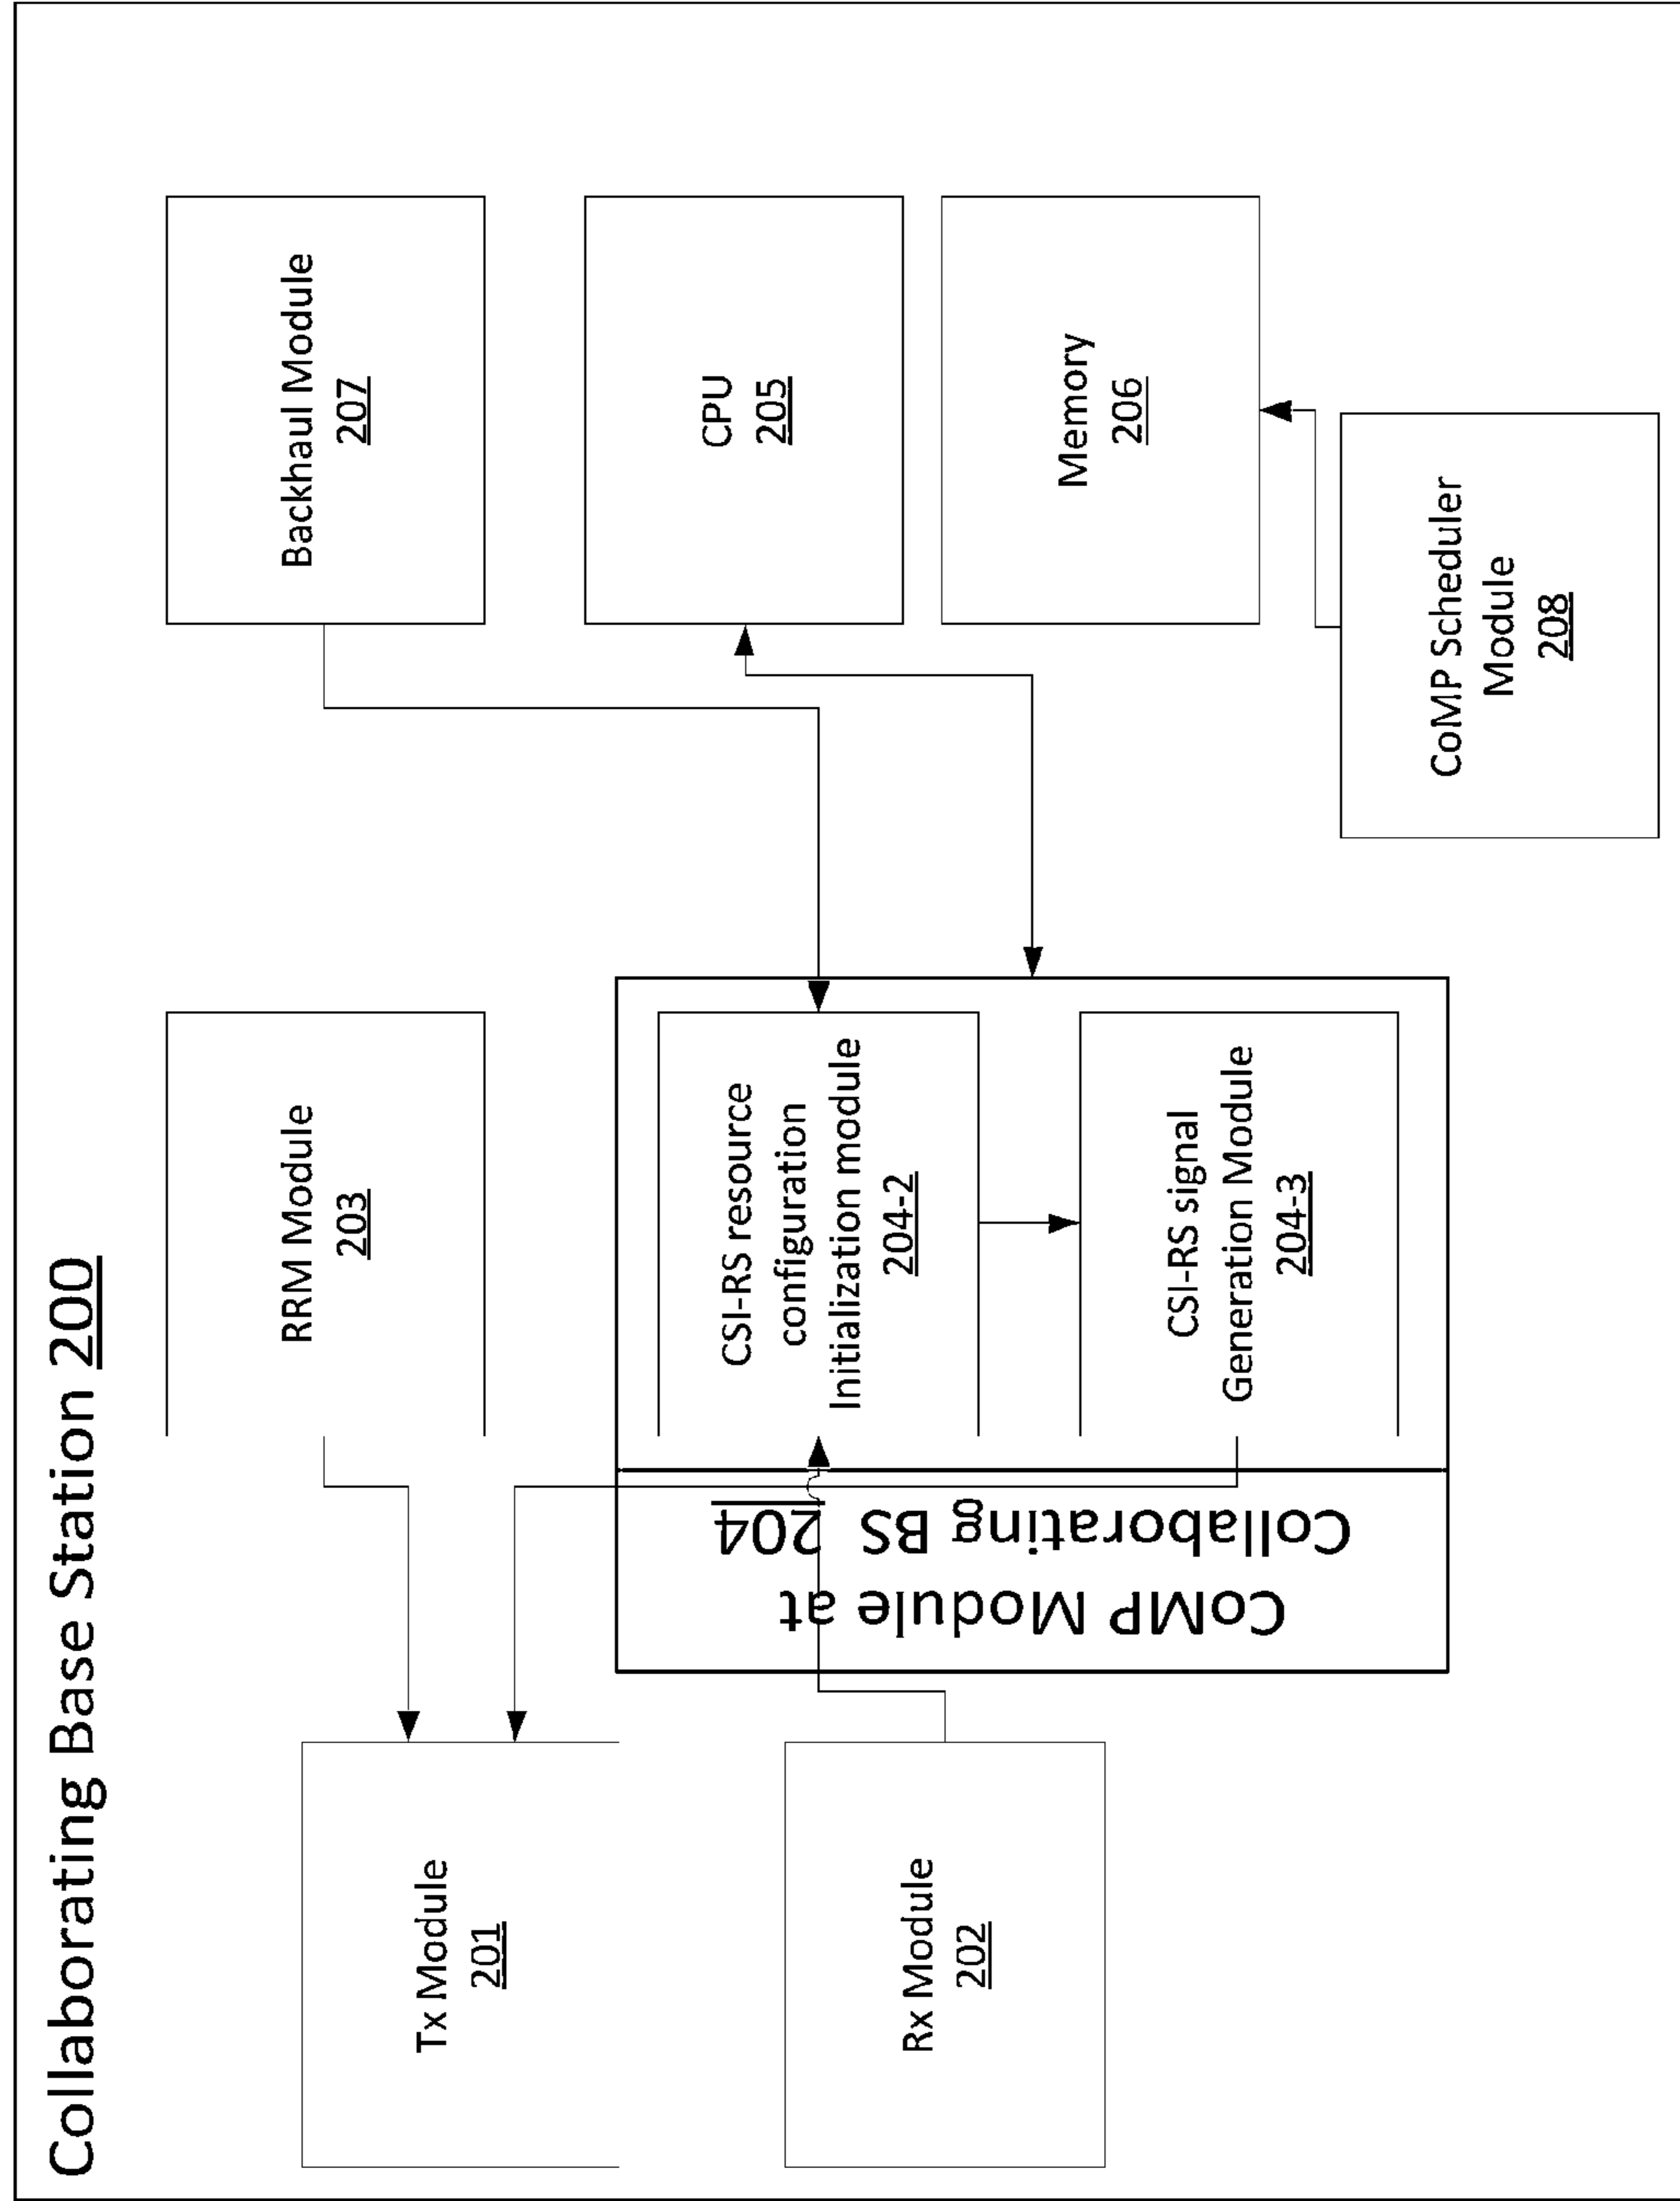 Collaborating Base Station 200
Tx Module
201
Rx Module
202
RRM Module
203
CoMP Module at
Collaborating BS 204
CSI-RS resource
configuration
Initialization module
204-2
CSI-RS signal
Generation Module
204-3
Backhaul Module
207
CPU
205
Memory
206
CoMP Scheduler
Module
208